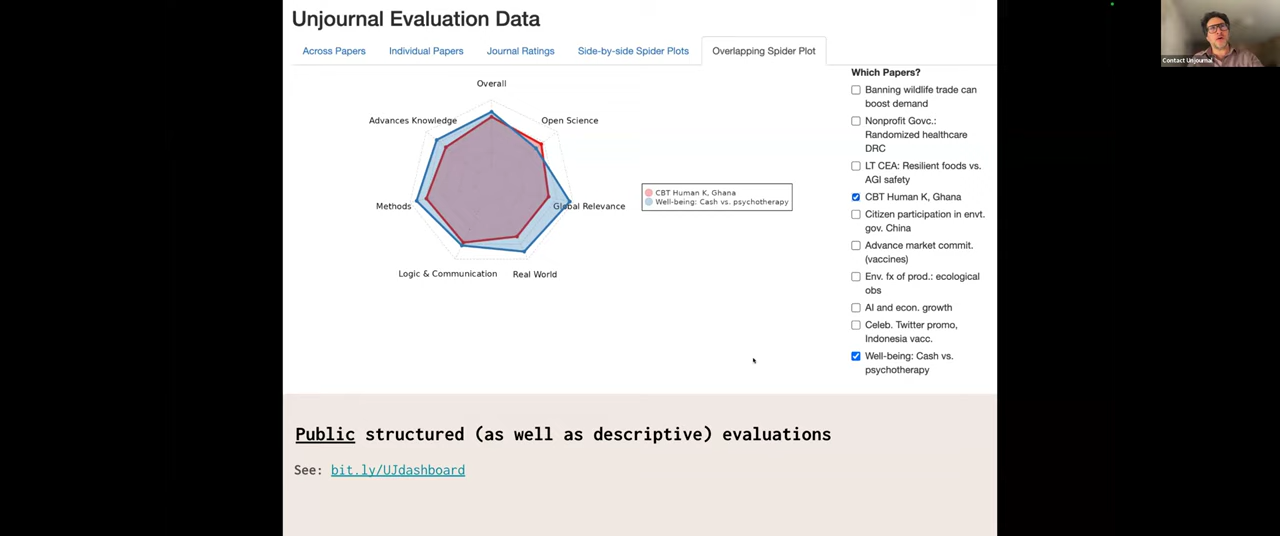 Unjournal Evaluation Data
Across Papers
Individual Papers
Journal Ratings
Side-by-side Spider Plots
Overlapping Spider Plot
Overall
Advances Knowledge
Open Science
Methods
Global Relevance
Logic & Communication
Real World
CBT Human K, Ghana
Well-being: Cash vs. psychotherapy
Which Papers?
Banning wildlife trade can
boost demand
Nonprofit Govc.:
Randomized healthcare
DRC
LT CEA: Resilient foods vs.
AGI safety
CBT Human K, Ghana
Citizen participation in envt.
gov. China
Advance market commit.
(vaccines)
Env. fx of prod.: ecological
obs
AI and econ. growth
Celeb. Twitter promo,
Indonesia vacc.
Well-being: Cash vs.
psychotherapy
Contact Unjournal
Public structured (as well as descriptive) evaluations
See: bit.ly/UJdashboard